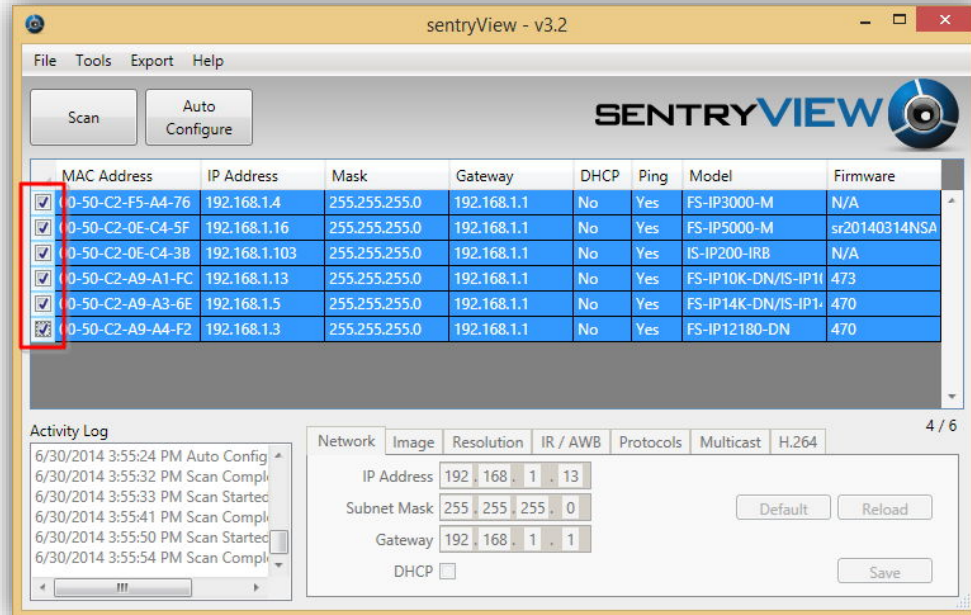 sentryView - v3.2
File Tools Export Help
Scan
Auto
Configure
SENTRYVIEW
MAC Address IP Address Mask Gateway DHCP Ping Model Firmware
0-50-C2-F5-A4-76 192.168.1.4 255.255.255.0 192.168.1.1 No Yes FS-IP3000-M N/A
0-50-C2-0E-C4-5F 192.168.1.16 255.255.255.0 192.168.1.1 No Yes FS-IP5000-M sr20140314NSA
0-50-C2-0E-C4-3B 192.168.1.103 255.255.255.0 192.168.1.1 No Yes IS-IP200-IRB N/A
0-50-C2-A9-A1-FC 192.168.1.13 255.255.255.0 192.168.1.1 No Yes FS-IP10K-DN/IS-IP1( 473
0-50-C2-A9-A3-6E 192.168.1.5 255.255.255.0 192.168.1.1 No Yes FS-IP14K-DN/IS-IP1 470
0-50-C2-A9-A4-F2 192.168.1.3 255.255.255.0 192.168.1.1 No Yes FS-IP12180-DN 470
4 / 6
Activity Log
6/30/2014 3:55:24 PM Auto Config
6/30/2014 3:55:32 PM Scan Compl
6/30/2014 3:55:33 PM Scan Started
6/30/2014 3:55:41 PM Scan Compl
6/30/2014 3:55:50 PM Scan Started
6/30/2014 3:55:54 PM Scan Compl
Network Image Resolution IR / AWB Protocols Multicast H.264
IP Address 192 . 168 . 1 . 13
Subnet Mask 255 . 255 . 255 . 0
Default Reload
Gateway 192 . 168 . 1 . 1
DHCP
Save